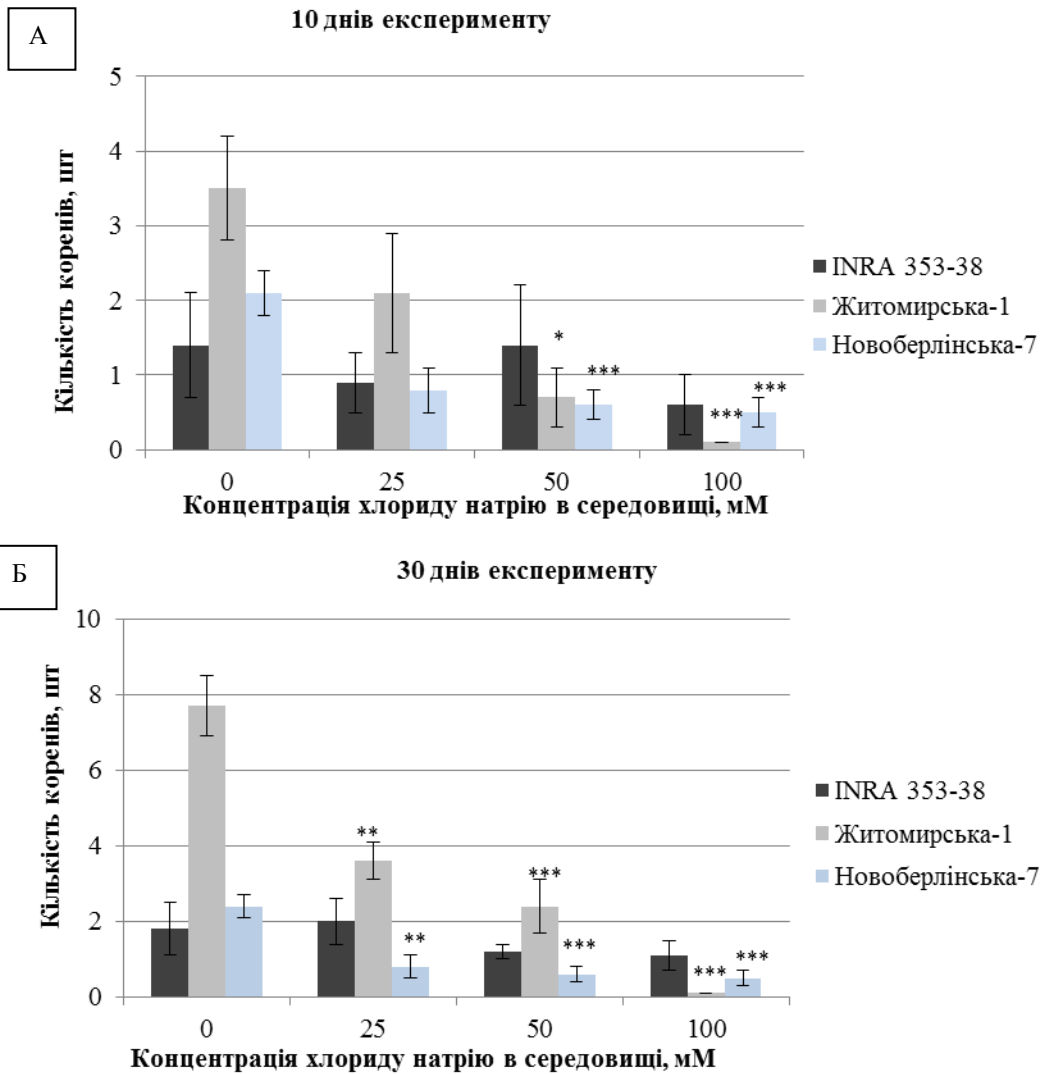 А
10 днів експерименту
Кількість коренів, шт
5
4
3
2
1
0
* 
***
***
***
0 25 50 100
Концентрація хлориду натрію в середовищі, мМ
INRA 353-38
Житомирська-1
Новоберлінська-7
Б
30 днів експерименту
Кількість коренів, шт
10
8
6
4
2
0
**
**
***
***
***
***
0 25 50 100
Концентрація хлориду натрію в середовищі, мМ
INRA 353-38
Житомирська-1
Новоберлінська-7